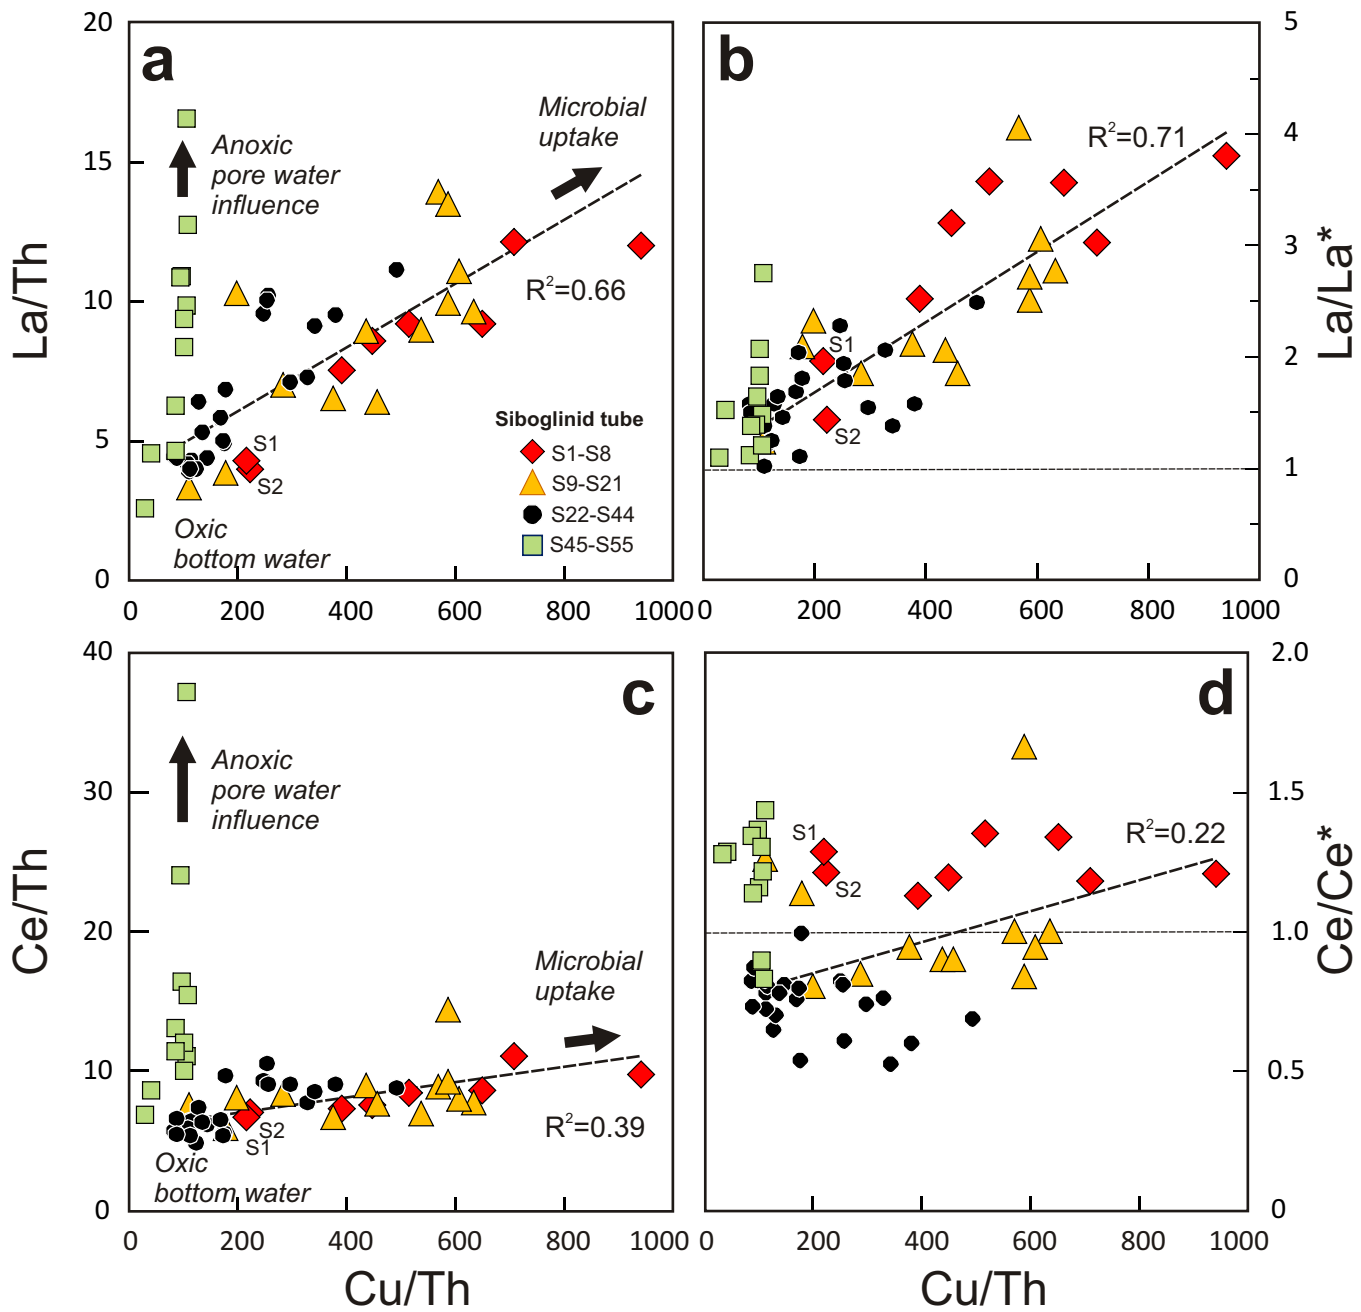 20
15
10
5
0
La/Th
a
Anoxic
pore water
influence
Microbial
uptake
R²=0.66
S1
S2
Oxic
bottom water
Siboglinid tube
S1-S8
S9-S21
S22-S44
S45-S55
0 200 400 600 800 1000
b
R²=0.71
S1
S2
5
4
3
2
1
0
La/La*
0 200 400 600 800 1000
40
30
20
10
0
Ce/Th
c
Anoxic
pore water
influence
Microbial
uptake
R²=0.39
S2
S1
Oxic
bottom water
0 200 400 600 800 1000
Cu/Th
d
S1
S2
R²=0.22
2.0
1.5
1.0
0.5
0
Ce/Ce*
0 200 400 600 800 1000
Cu/Th